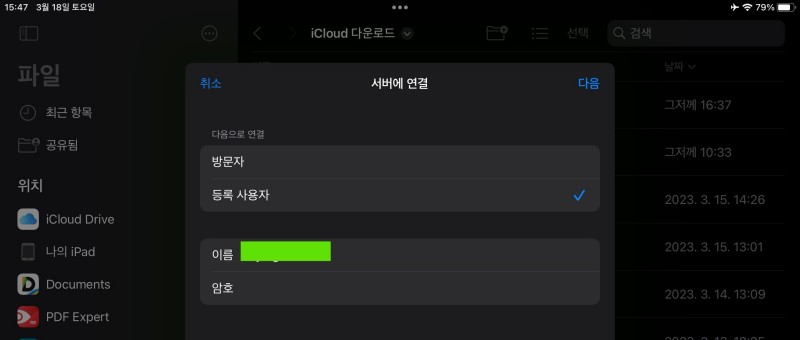 15:47 3월 18일 토요일
79%
iCloud 다운로드
선택
검색
파일
최근 항목
공유됨
위치
iCloud Drive
나의 iPad
Documents
PDF Expert
취소
서버에 연결
다음
다음으로 연결
방문자
등록 사용자
이름
암호
날짜
그저께 16:37
그저께 10:33
2023. 3. 15. 14:26
2023. 3. 15. 13:01
2023. 3. 14. 13:09